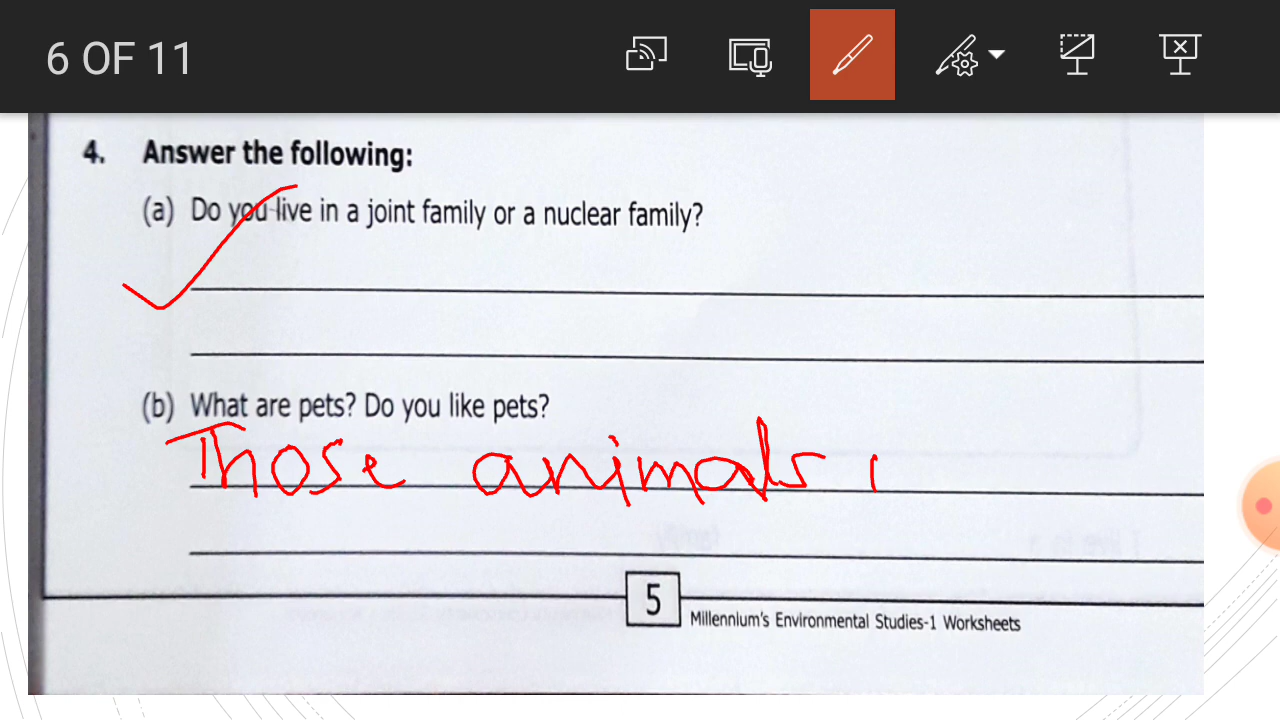 6 OF 11
4. Answer the following:
(a) Do you live in a joint family or a nuclear family?
(b) What are pets? Do you like pets?
Those animals
5
Millennium's Environmental Studies-1 Worksheets